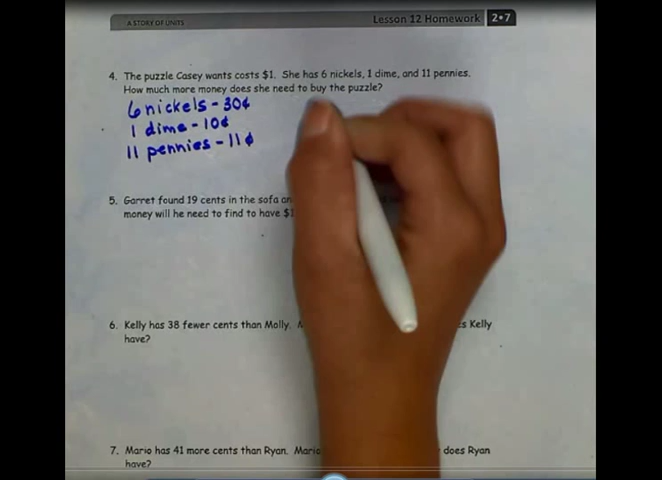 A STORY OF UNITS
Lesson 12 Homework 2•7
4. The puzzle Casey wants costs $1. She has 6 nickels, 1 dime, and 11 pennies.
How much more money does she need to buy the puzzle?
6 nickels - 30¢
1 dime - 10¢
11 pennies - 11¢
5. Garret found 19 cents in the sofa
money will he need to find to have
6. Kelly has 38 fewer cents than Molly. Kelly
have?
7. Mario has 41 more cents than Ryan. Mario does Ryan
have?